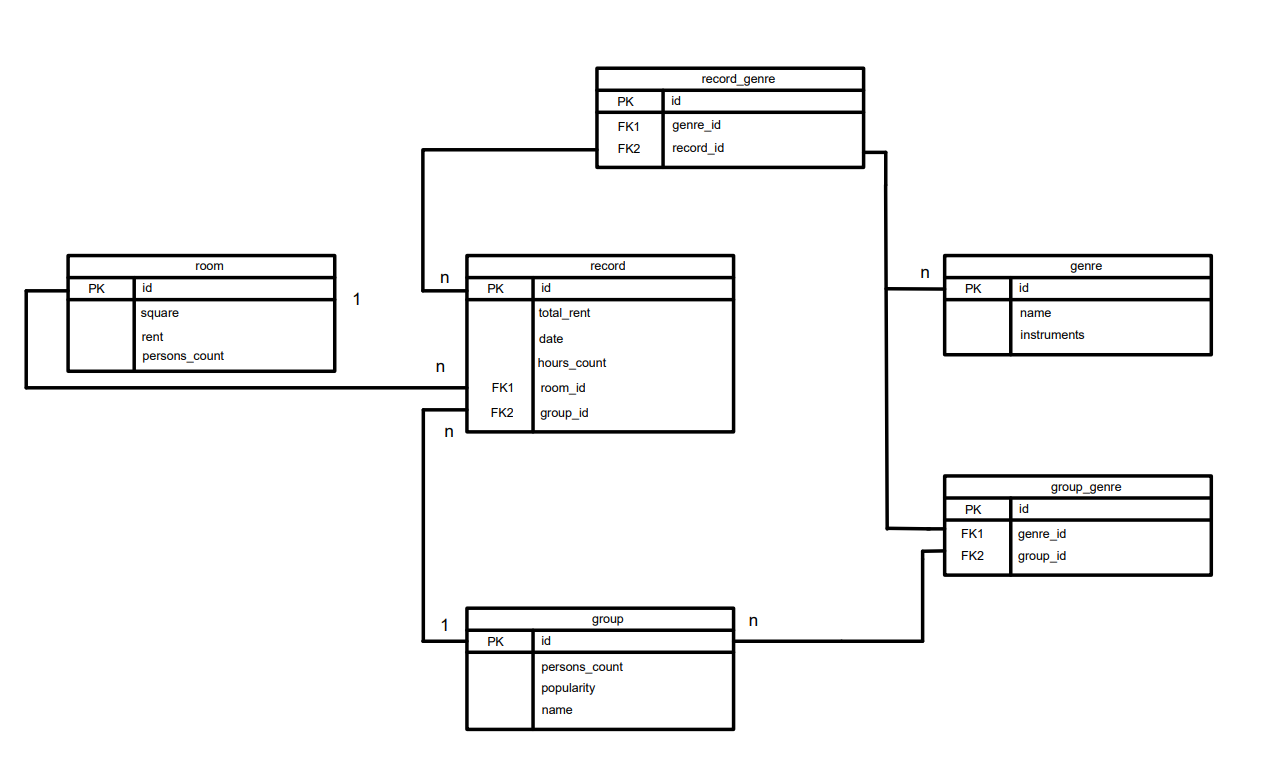 record_genre
PK id
FK1 genre_id
FK2 record_id
room
PK id
square
rent
persons_count
1
n
record
PK id
total_rent
date
hours_count
n
FK1 room_id
FK2 group_id
n
n
genre
PK id
name
instruments
group_genre
PK id
FK1 genre_id
FK2 group_id
1
group
n
PK id
persons_count
popularity
name